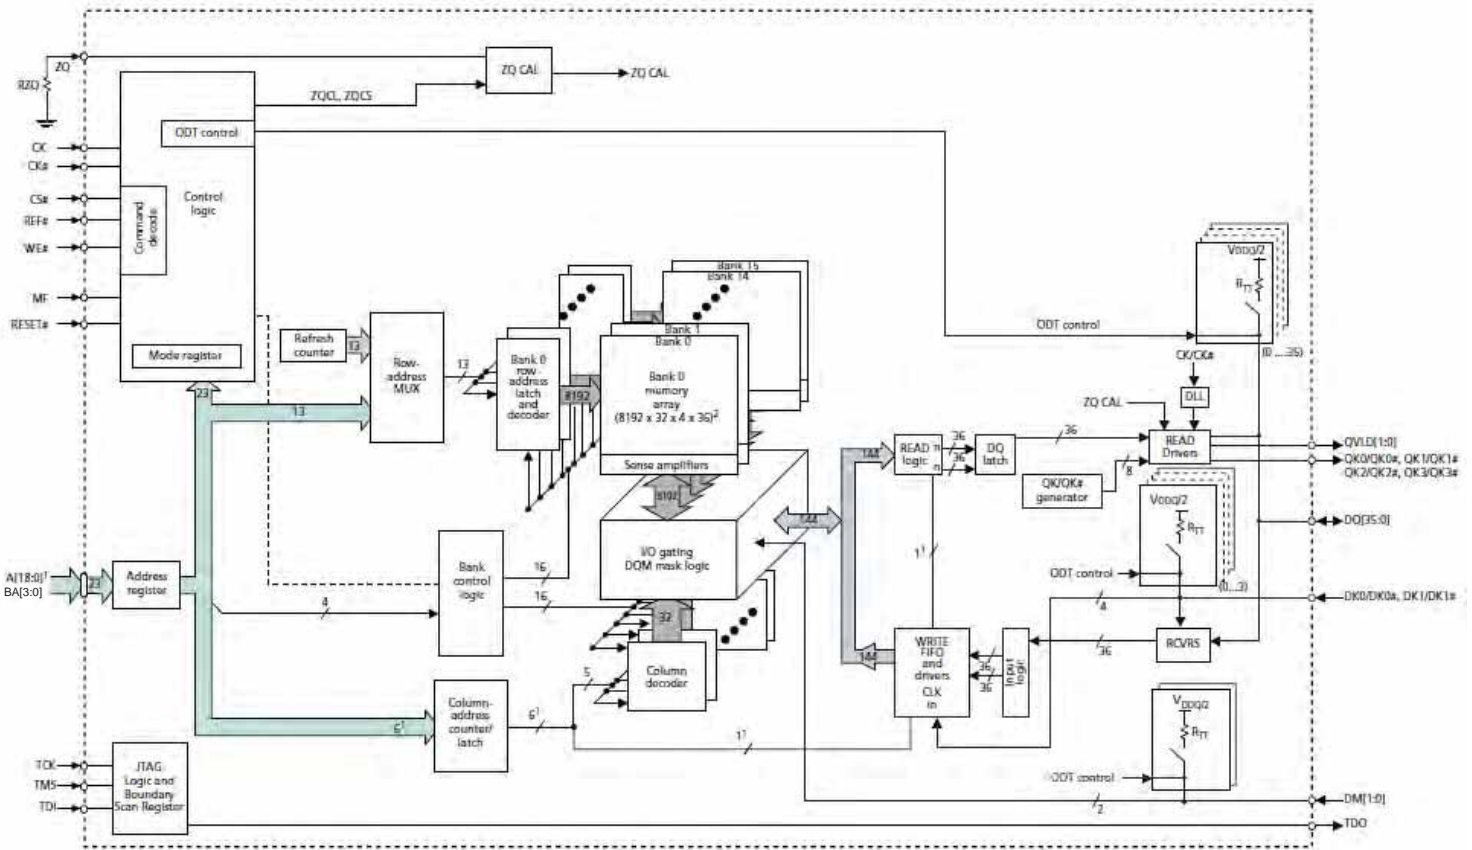 ZQ
RZQ
ZQ CAL
ZQ CAL
ZQCL, ZQCS
ODT control
CK
CK#
CS#
REF#
WE#
MF
RESET#
Command
decode
Control
logic
Mode register
Refresh
counter
13
Row-
address
MUX
13
Bank 0
row-
address
latch
and
decoder
8192
Bank 15
Bank 14
Bank 1
Bank 0
Bank 0
memory
array
(8192 x 32 x 4 x 36)2
Sense amplifiers
8192
ODT control
VDDQ/2
RTT
(0 ....35)
CK/CK#
DLL
ZQ CAL
READ
Drivers
QVLD[1:0]
QK0/QK0#, QK1/QK1#
QK2/QK2#, QK3/QK3#
23
13
144
READ
logic
n
n
36
36
DQ
latch
36
QK/QK#
generator
8
VDDQ/2
RTT
DQ[35:0]
144
I/O gating
DQM mask logic
11
ODT control
(0...3)
A[18:0]1
BA[3:0]
23
Address
register
4
Bank
control
logic
16
16
32
4
DK0/DK0#, DK1/DK1#
144
WRITE
FIFO
and
drivers
CLK
in
36
36
Input
logic
36
RCVRS
5
Column
decoder
61
Column-
address
counter/
latch
61
11
VDDQ/2
RTT
ODT control
TCK
TMS
TDI
JTAG
Logic and
Boundary
Scan Register
2
DM[1:0]
TDO